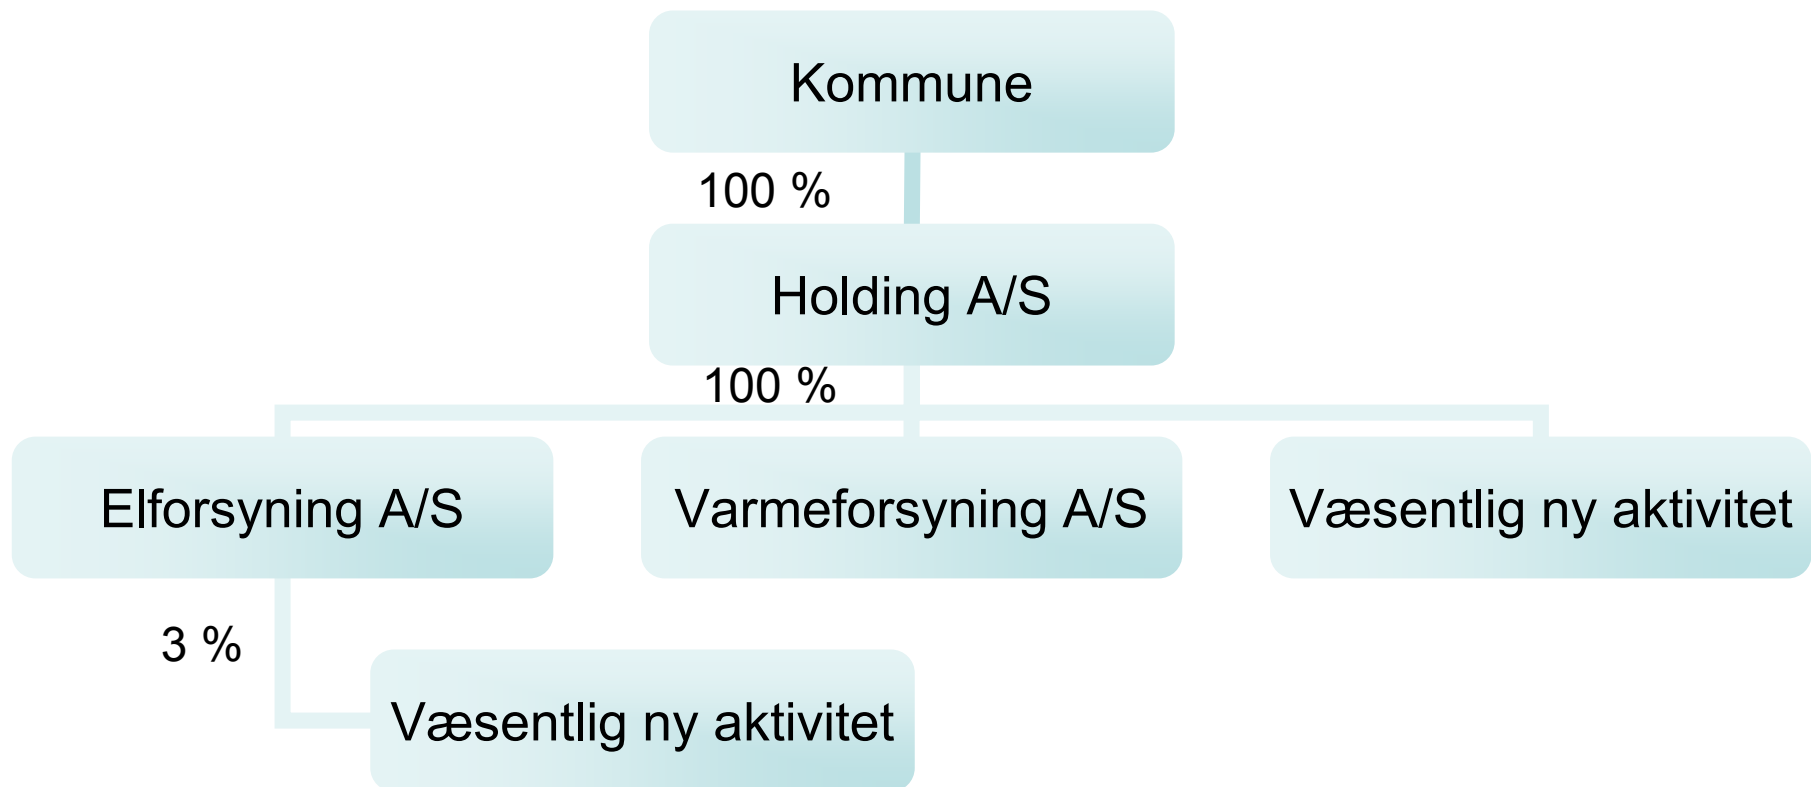 Kommune
100 %
Holding A/S
100 %
Elforsyning A/S
Varmeforsyning A/S
Væsentlig ny aktivitet
3 %
Væsentlig ny aktivitet